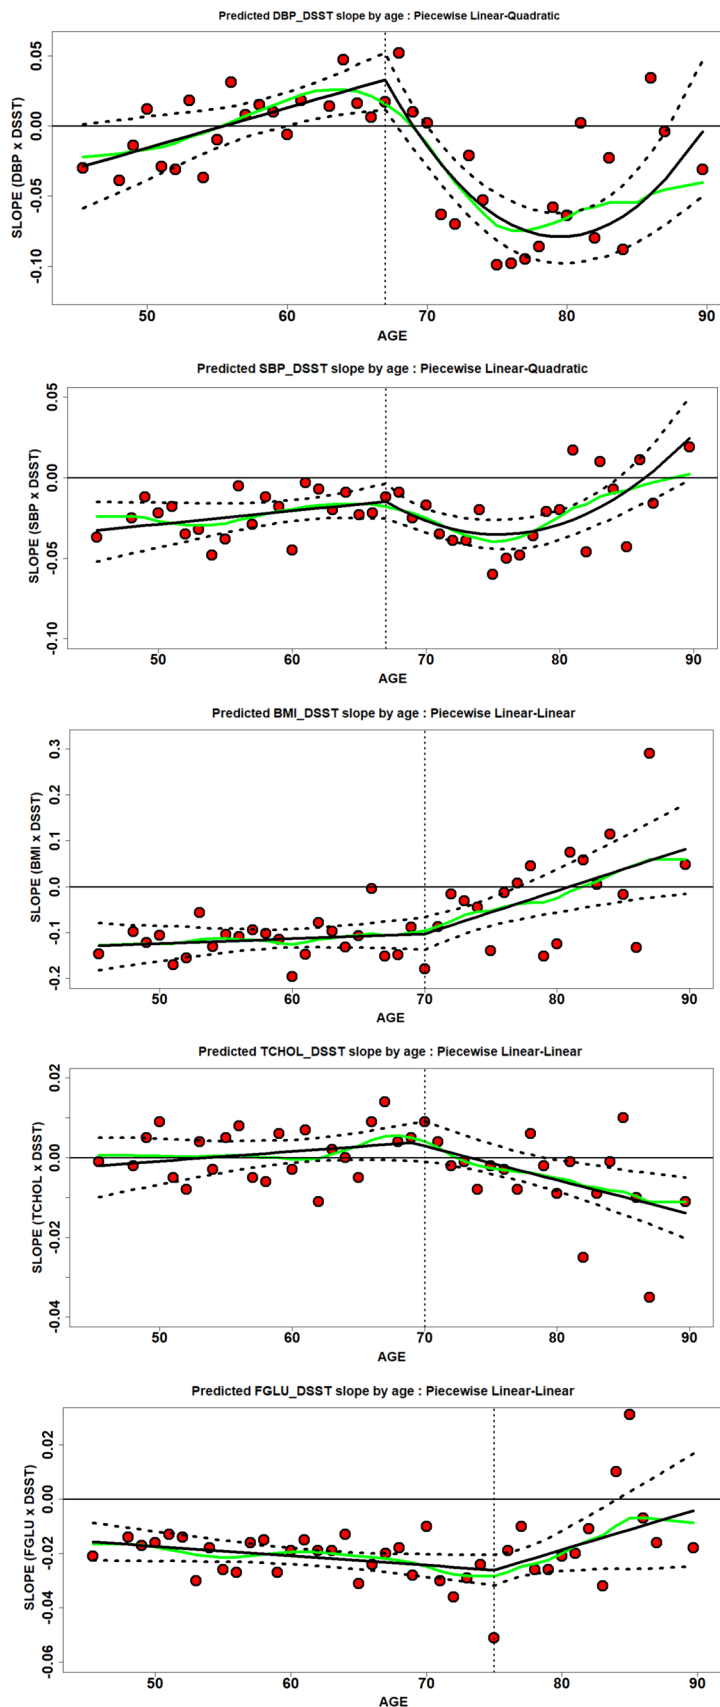 Predicted DBP_DSST slope by age : Piecewise Linear-Quadratic
SLOPE (DBP x DSST)
0.05
0.00
-0.05
-0.10
50 60 70 80 90
AGE
Predicted SBP_DSST slope by age : Piecewise Linear-Quadratic
SLOPE (SBP x DSST)
0.05
0.00
-0.05
-0.10
50 60 70 80 90
AGE
Predicted BMI_DSST slope by age : Piecewise Linear-Linear
SLOPE (BMI x DSST)
0.3
0.2
0.1
0.0
-0.1
-0.2
50 60 70 80 90
AGE
Predicted TCHOL_DSST slope by age : Piecewise Linear-Linear
SLOPE (TCHOL x DSST)
0.02
0.00
-0.02
-0.04
50 60 70 80 90
AGE
Predicted FGLU_DSST slope by age : Piecewise Linear-Linear
SLOPE (FGLU x DSST)
0.02
0.00
-0.02
-0.04
-0.06
50 60 70 80 90
AGE